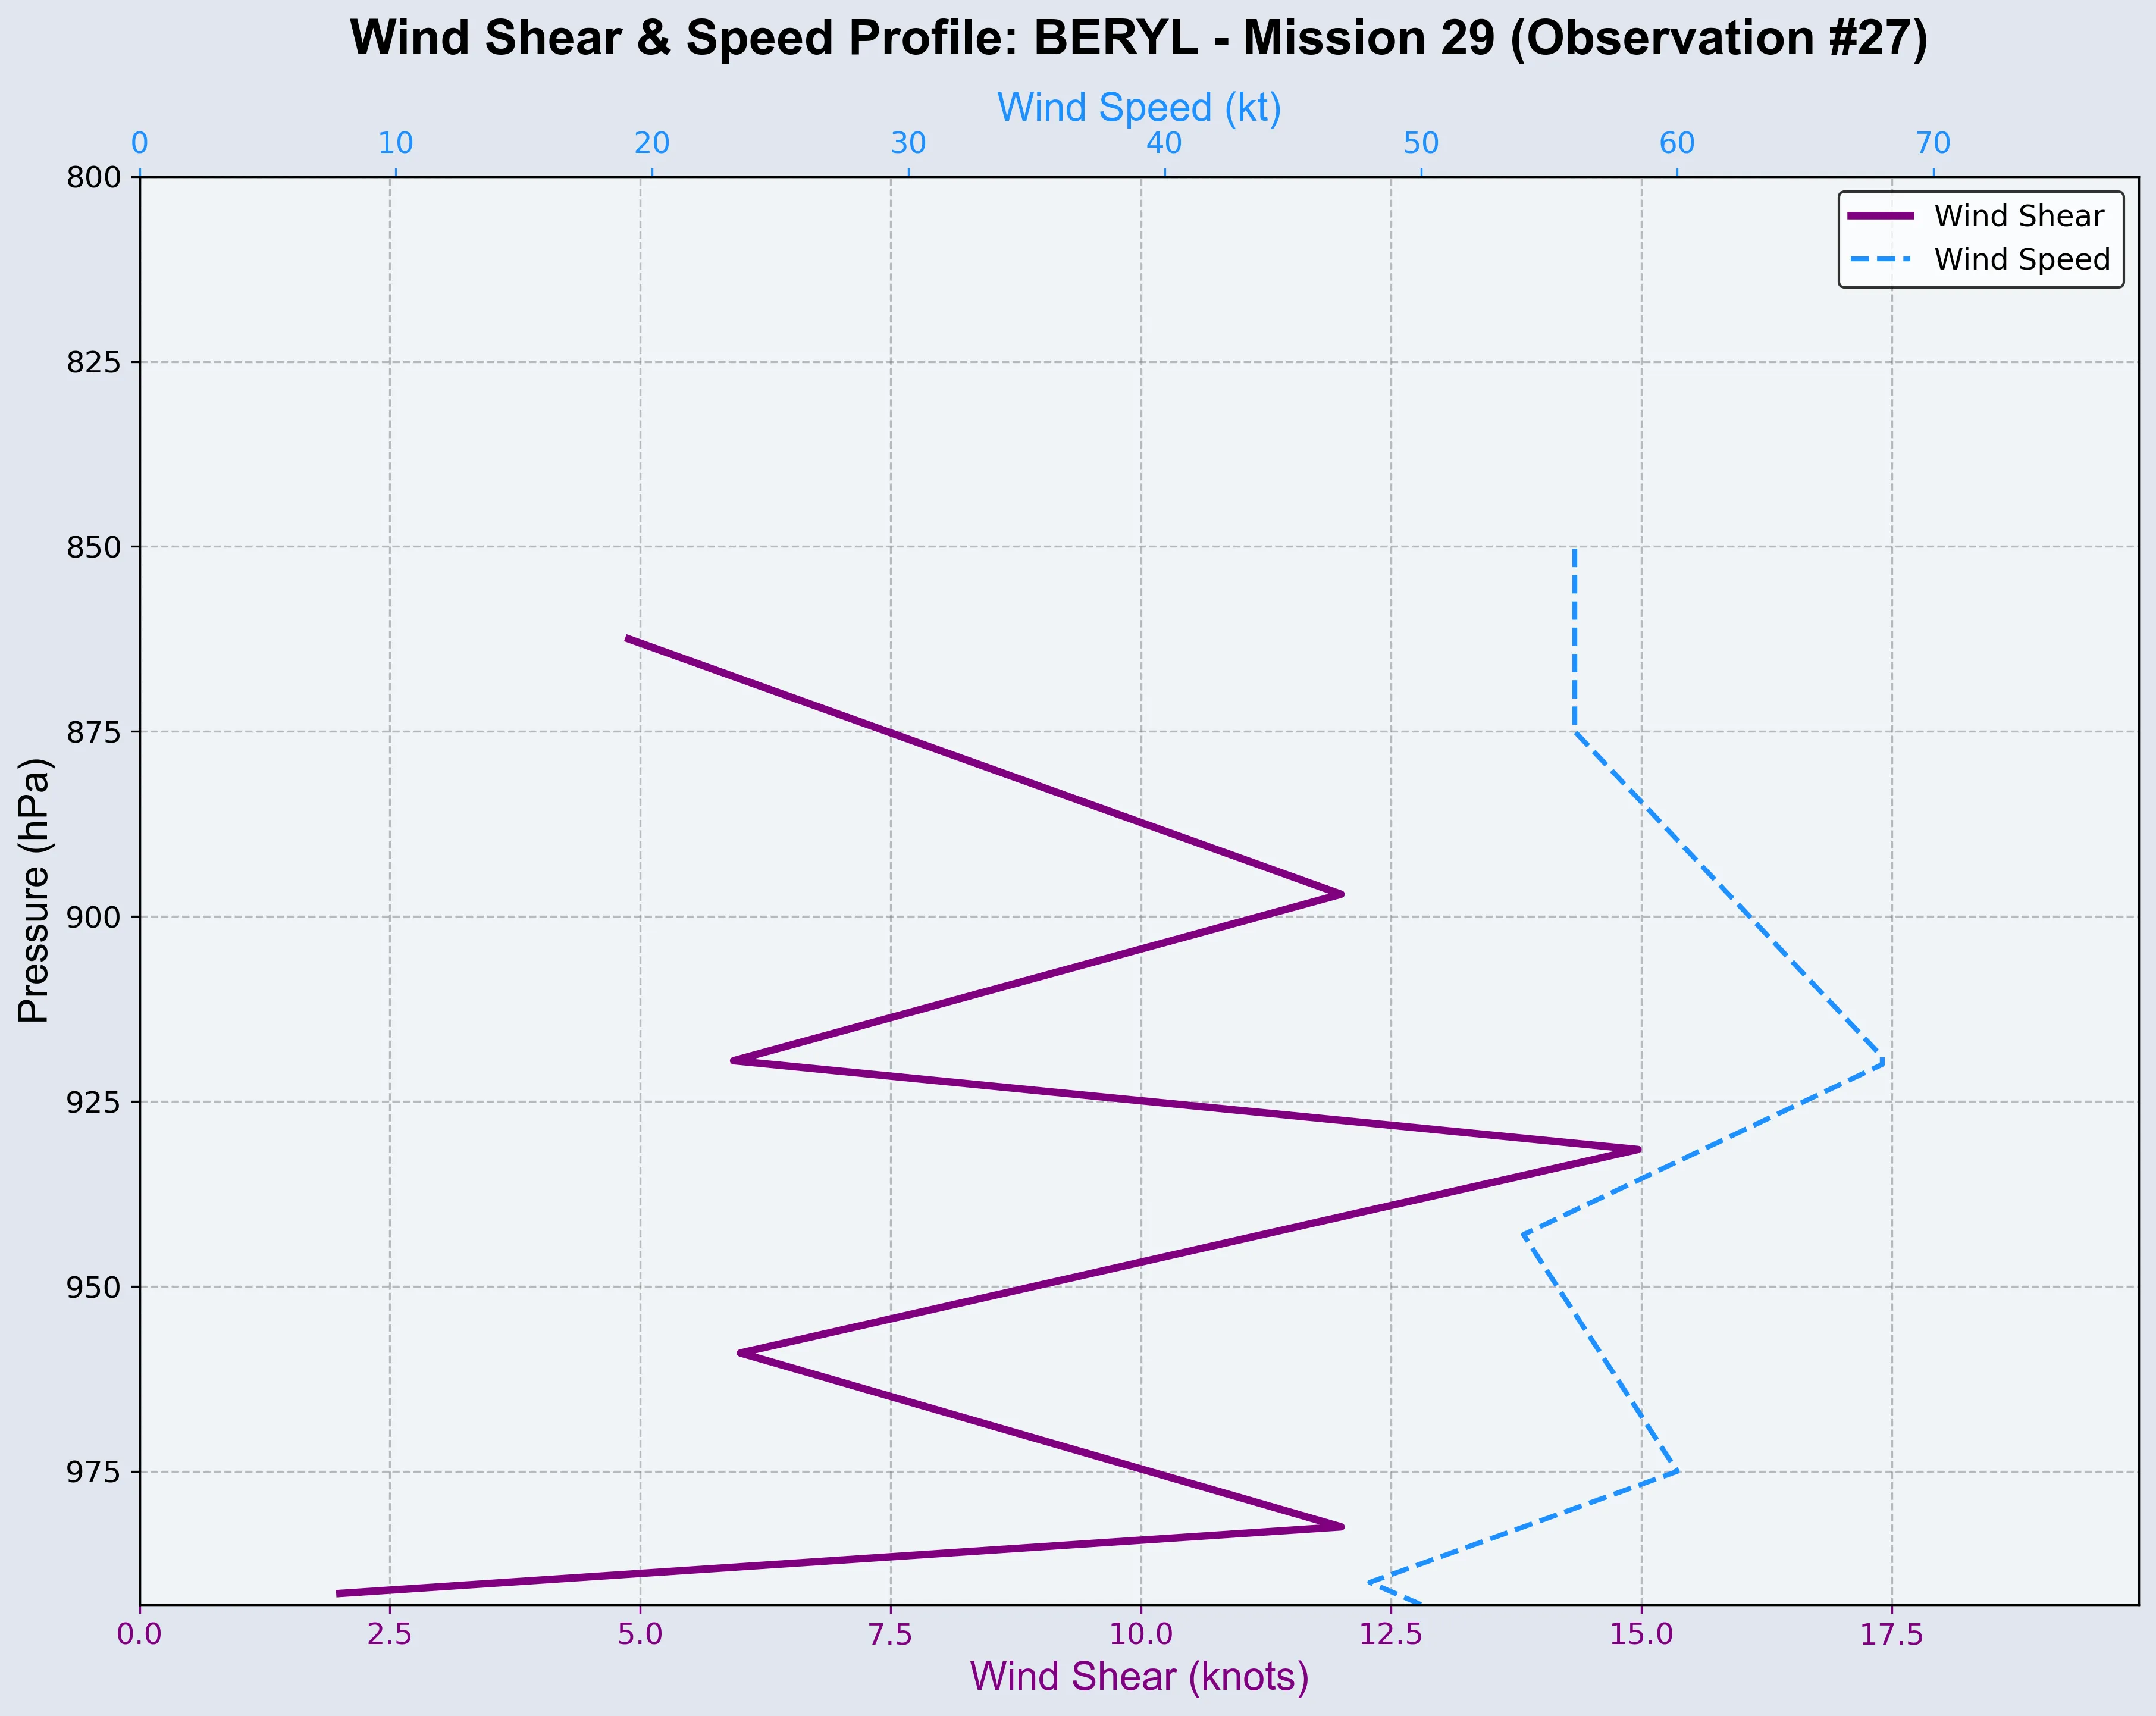 Wind Shear & Speed Profile: BERYL - Mission 29 (Observation #27)
Wind Speed (kt)
0 10 20 30 40 50 60 70
Wind Shear
Wind Speed
Pressure (hPa)
800
825
850
875
900
925
950
975
0.0 2.5 5.0 7.5 10.0 12.5 15.0 17.5
Wind Shear (knots)